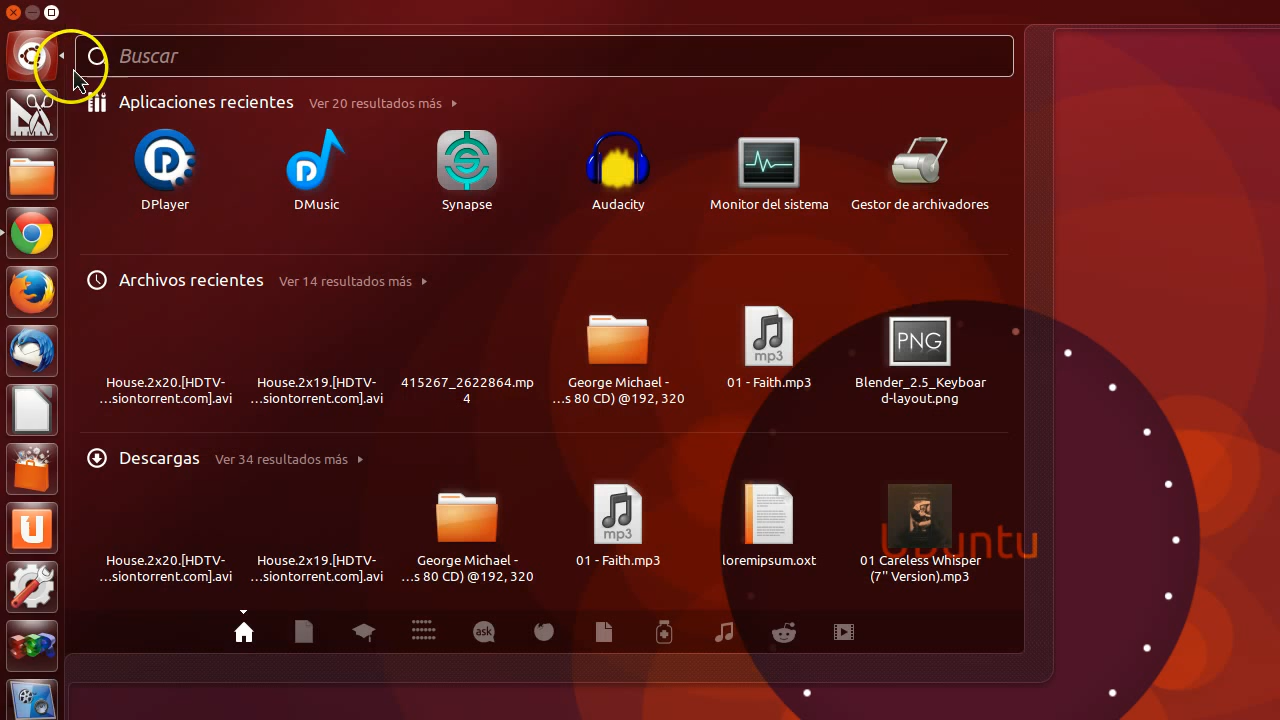 Buscar
Aplicaciones recientes Ver 20 resultados más
DPlayer DMusic Synapse Audacity Monitor del sistema Gestor de archivadores
Archivos recientes Ver 14 resultados más
mp3 PNG
House.2x20.[HDTV- House.2x19.[HDTV- 415267_2622864.mp George Michael - 01 - Faith.mp3 Blender_2.5_Keyboar
...siontorrent.com].avi ...siontorrent.com].avi 4 ...s 80 CD) @192, 320 d-layout.png
Descargas Ver 34 resultados más
mp3
ubuntu
House.2x20.[HDTV- House.2x19.[HDTV- George Michael - 01 - Faith.mp3 loremipsum.oxt 01 Careless Whisper
...siontorrent.com].avi ...siontorrent.com].avi ...s 80 CD) @192, 320 (7" Version).mp3
ask